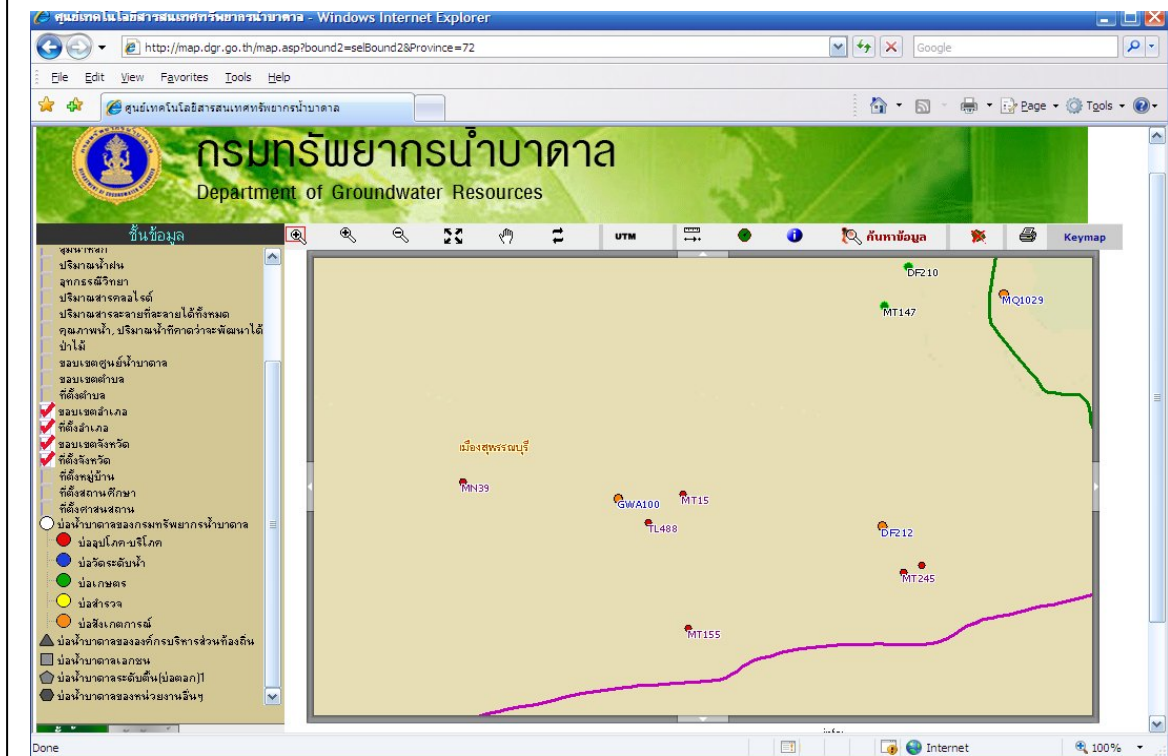 ศูนย์เทคโนโลยีสารสนเทศทรัพยากรน้ำบาดาล - Windows Internet Explorer
http://map.dgr.go.th/map.asp?bound2=selBound2&Province=72
Google
File Edit View Favorites Tools Help
ศูนย์เทคโนโลยีสารสนเทศทรัพยากรน้ำบาดาล
Page Tools
กรมทรัพยากรน้ำบาดาล
Department of Groundwater Resources
ชั้นข้อมูล
UTM
ค้นหาข้อมูล
Keymap
ปริมาณน้ำฝน
อุทกธรณีวิทยา
ปริมาณสารคลอไรด์
ปริมาณสารละลายที่ละลายได้ทั้งหมด
คุณภาพน้ำ, ปริมาณน้ำที่คาดว่าจะพัฒนาได้
ป่าไม้
ขอบเขตศูนย์น้ำบาดาล
ขอบเขตตำบล
ที่ตั้งตำบล
ขอบเขตอำเภอ
ที่ตั้งอำเภอ
ขอบเขตจังหวัด
ที่ตั้งจังหวัด
ที่ตั้งหมู่บ้าน
ที่ตั้งสถานศึกษา
ที่ตั้งศาสนสถาน
บ่อน้ำบาดาลของกรมทรัพยากรน้ำบาดาล
บ่ออุปโภค-บริโภค
บ่อวัดระดับน้ำ
บ่อเกษตร
บ่อสำรวจ
บ่อสังเกตการณ์
บ่อน้ำบาดาลขององค์กรบริหารส่วนท้องถิ่น
บ่อน้ำบาดาลเอกชน
บ่อน้ำบาดาลระดับตื้น(บ่อตอก)1
บ่อน้ำบาดาลของหน่วยงานอื่นๆ
DF210
MQ1029
MT147
เมืองสุพรรณบุรี
MN39
GWA100
MT15
TL488
DF212
MT245
MT155
Done
Internet
100%